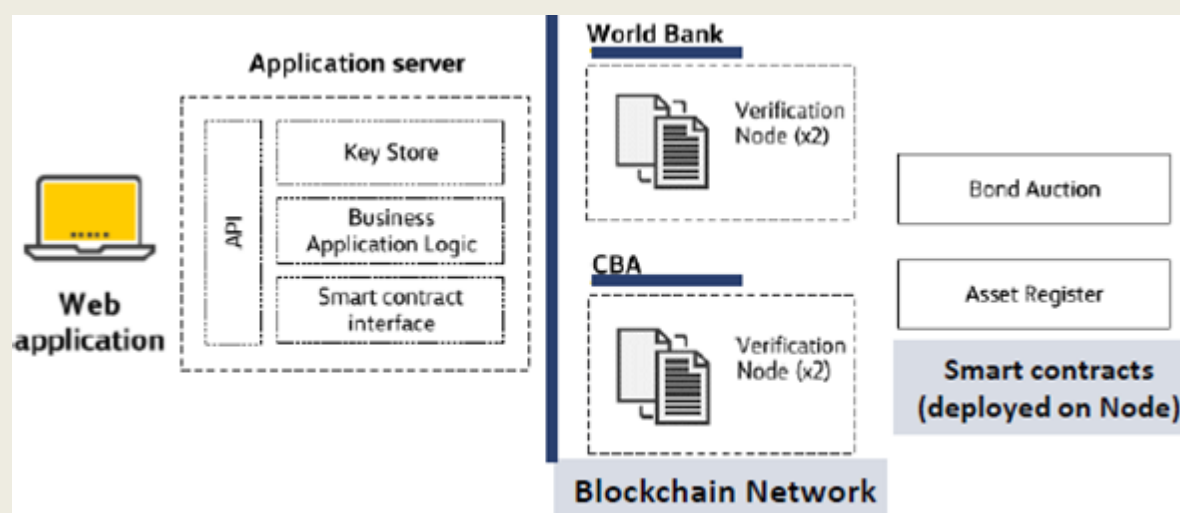 Application server
API
Key Store
Business
Application Logic
Smart contract
interface
Web
application
World Bank
Verification
Node (x2)
CBA
Verification
Node (x2)
Blockchain Network
Bond Auction
Asset Register
Smart contracts
(deployed on Node)